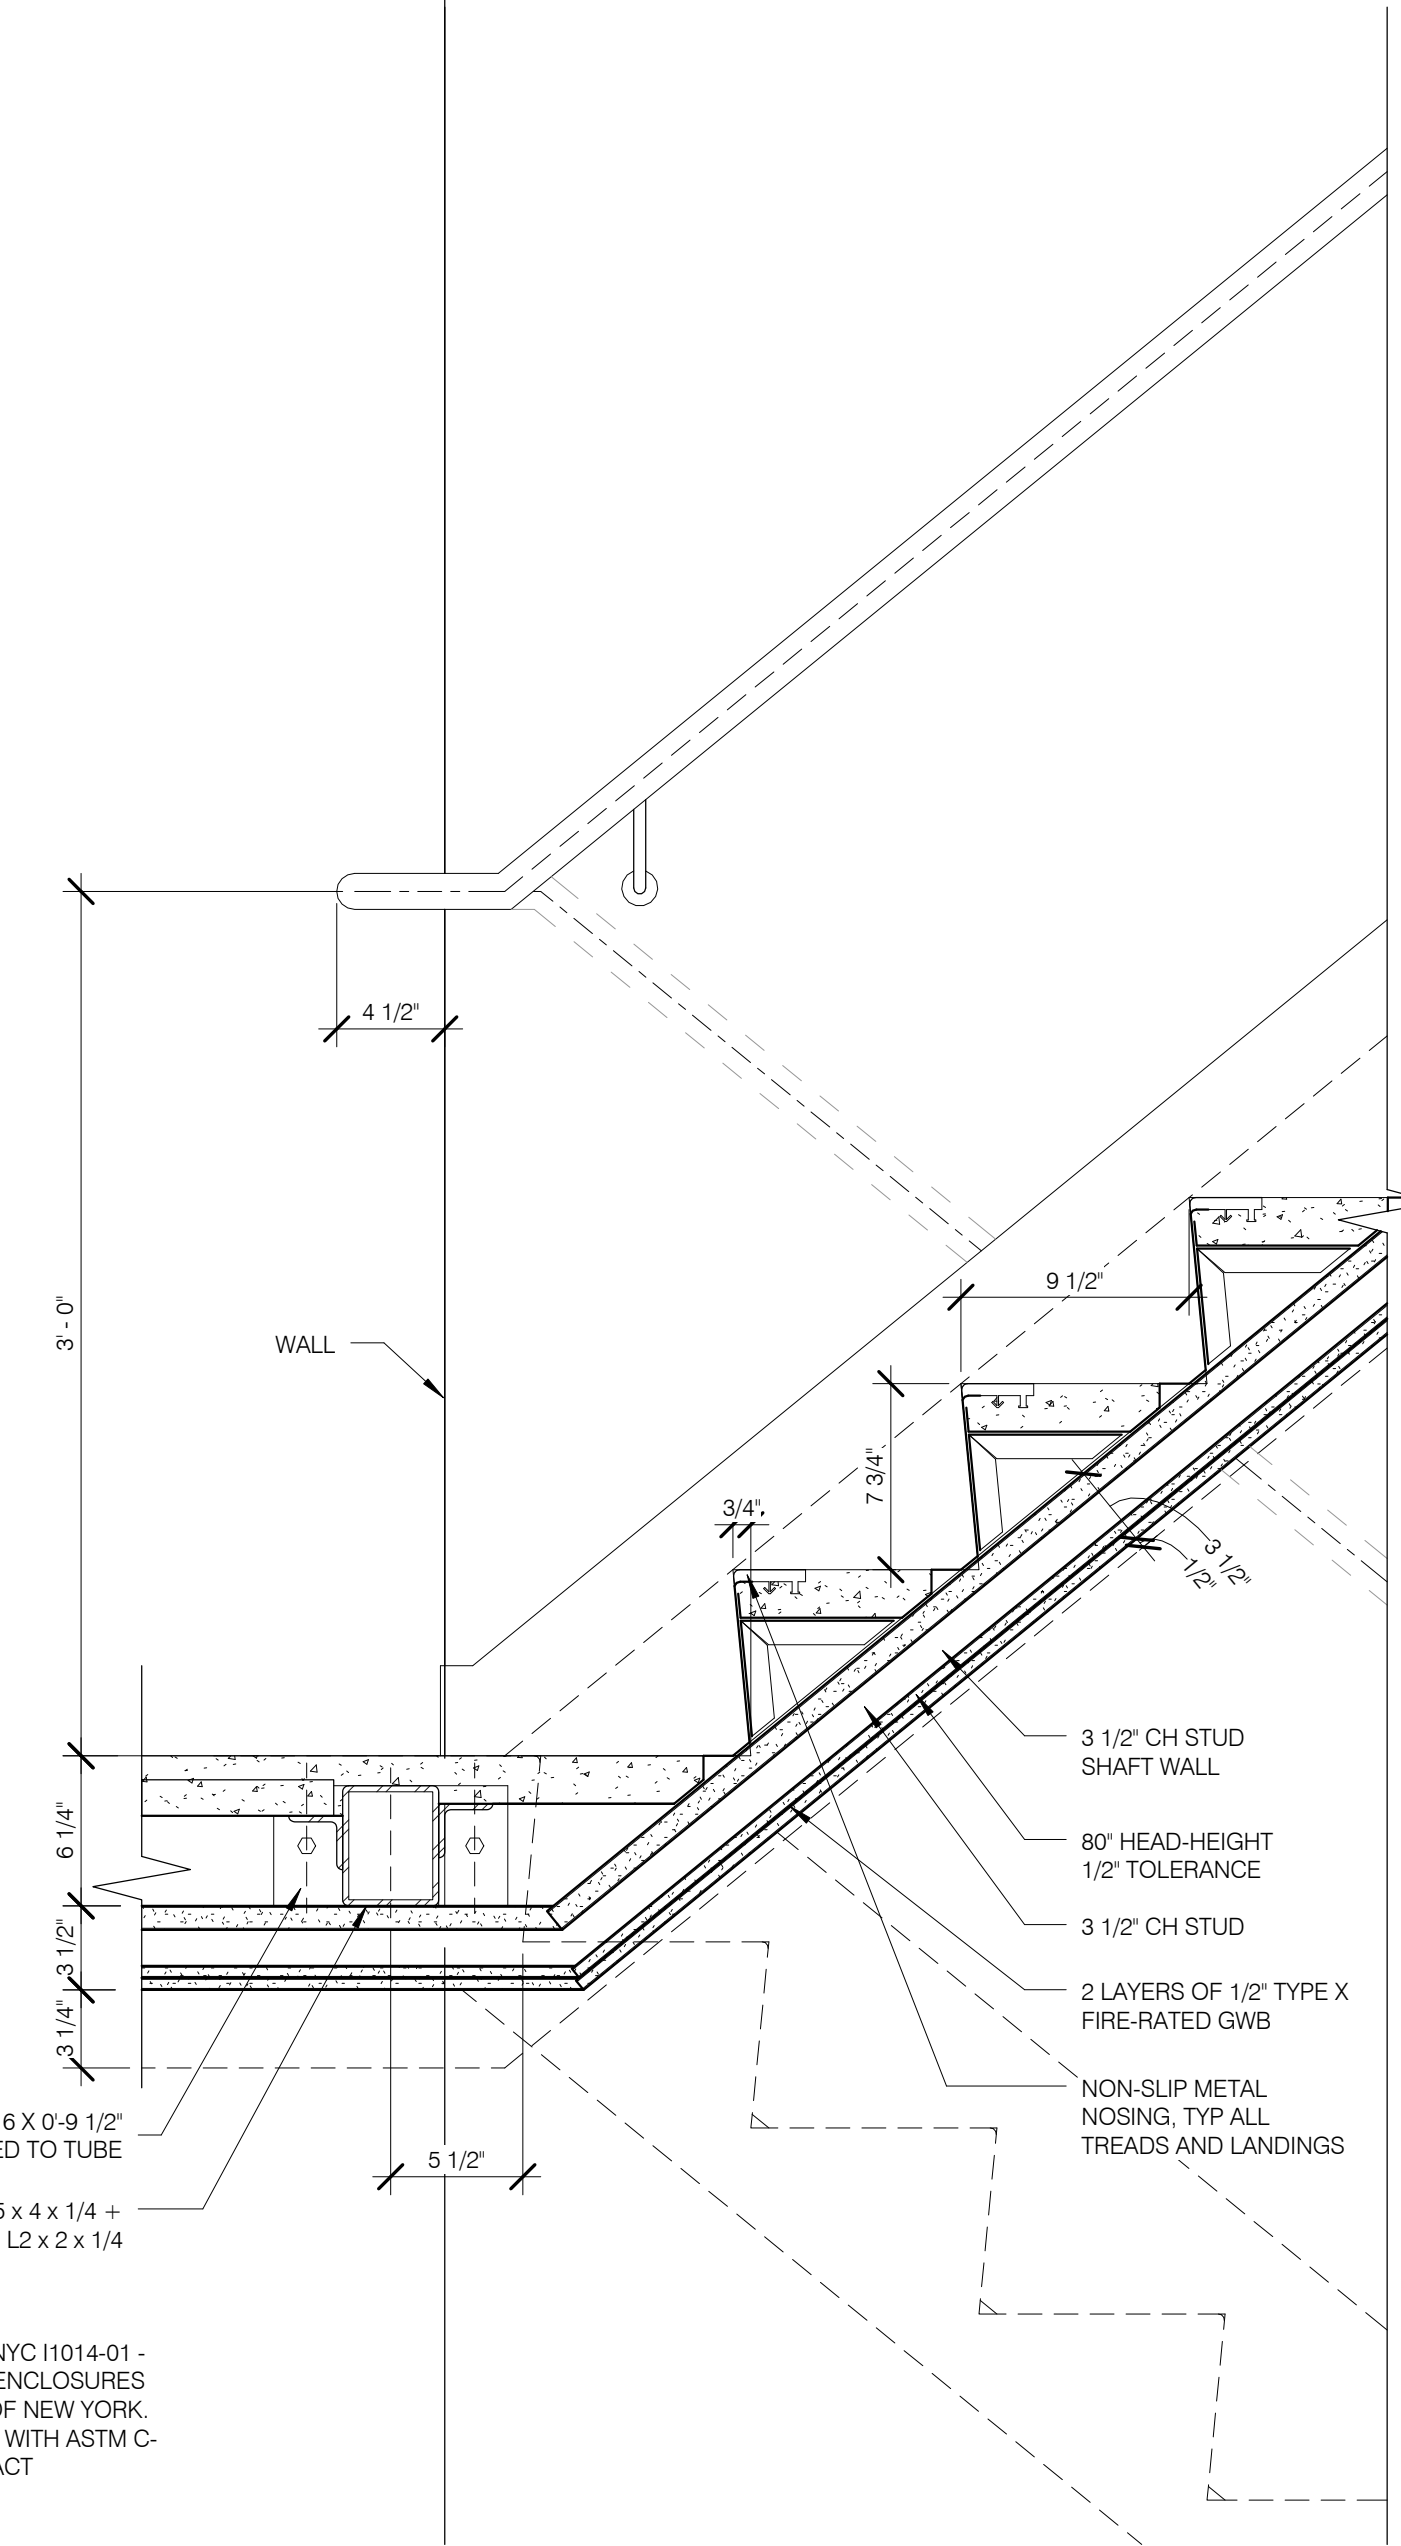 4 1/2"
3' - 0"
WALL
9 1/2"
7 3/4"
3/4"
3 1/2"
1/2"
6 1/4"
3 1/2"
3 1/4"
3 1/2" CH STUD
SHAFT WALL
80" HEAD-HEIGHT
1/2" TOLERANCE
3 1/2" CH STUD
2 LAYERS OF 1/2" TYPE X
FIRE-RATED GWB
NON-SLIP METAL
NOSING, TYP ALL
TREADS AND LANDINGS
6 X 0'-9 1/2"
ED TO TUBE
5 1/2"
5 x 4 x 1/4 +
L2 x 2 x 1/4
NYC I1014-01 -
ENCLOSURES
OF NEW YORK.
WITH ASTM C-
ACT